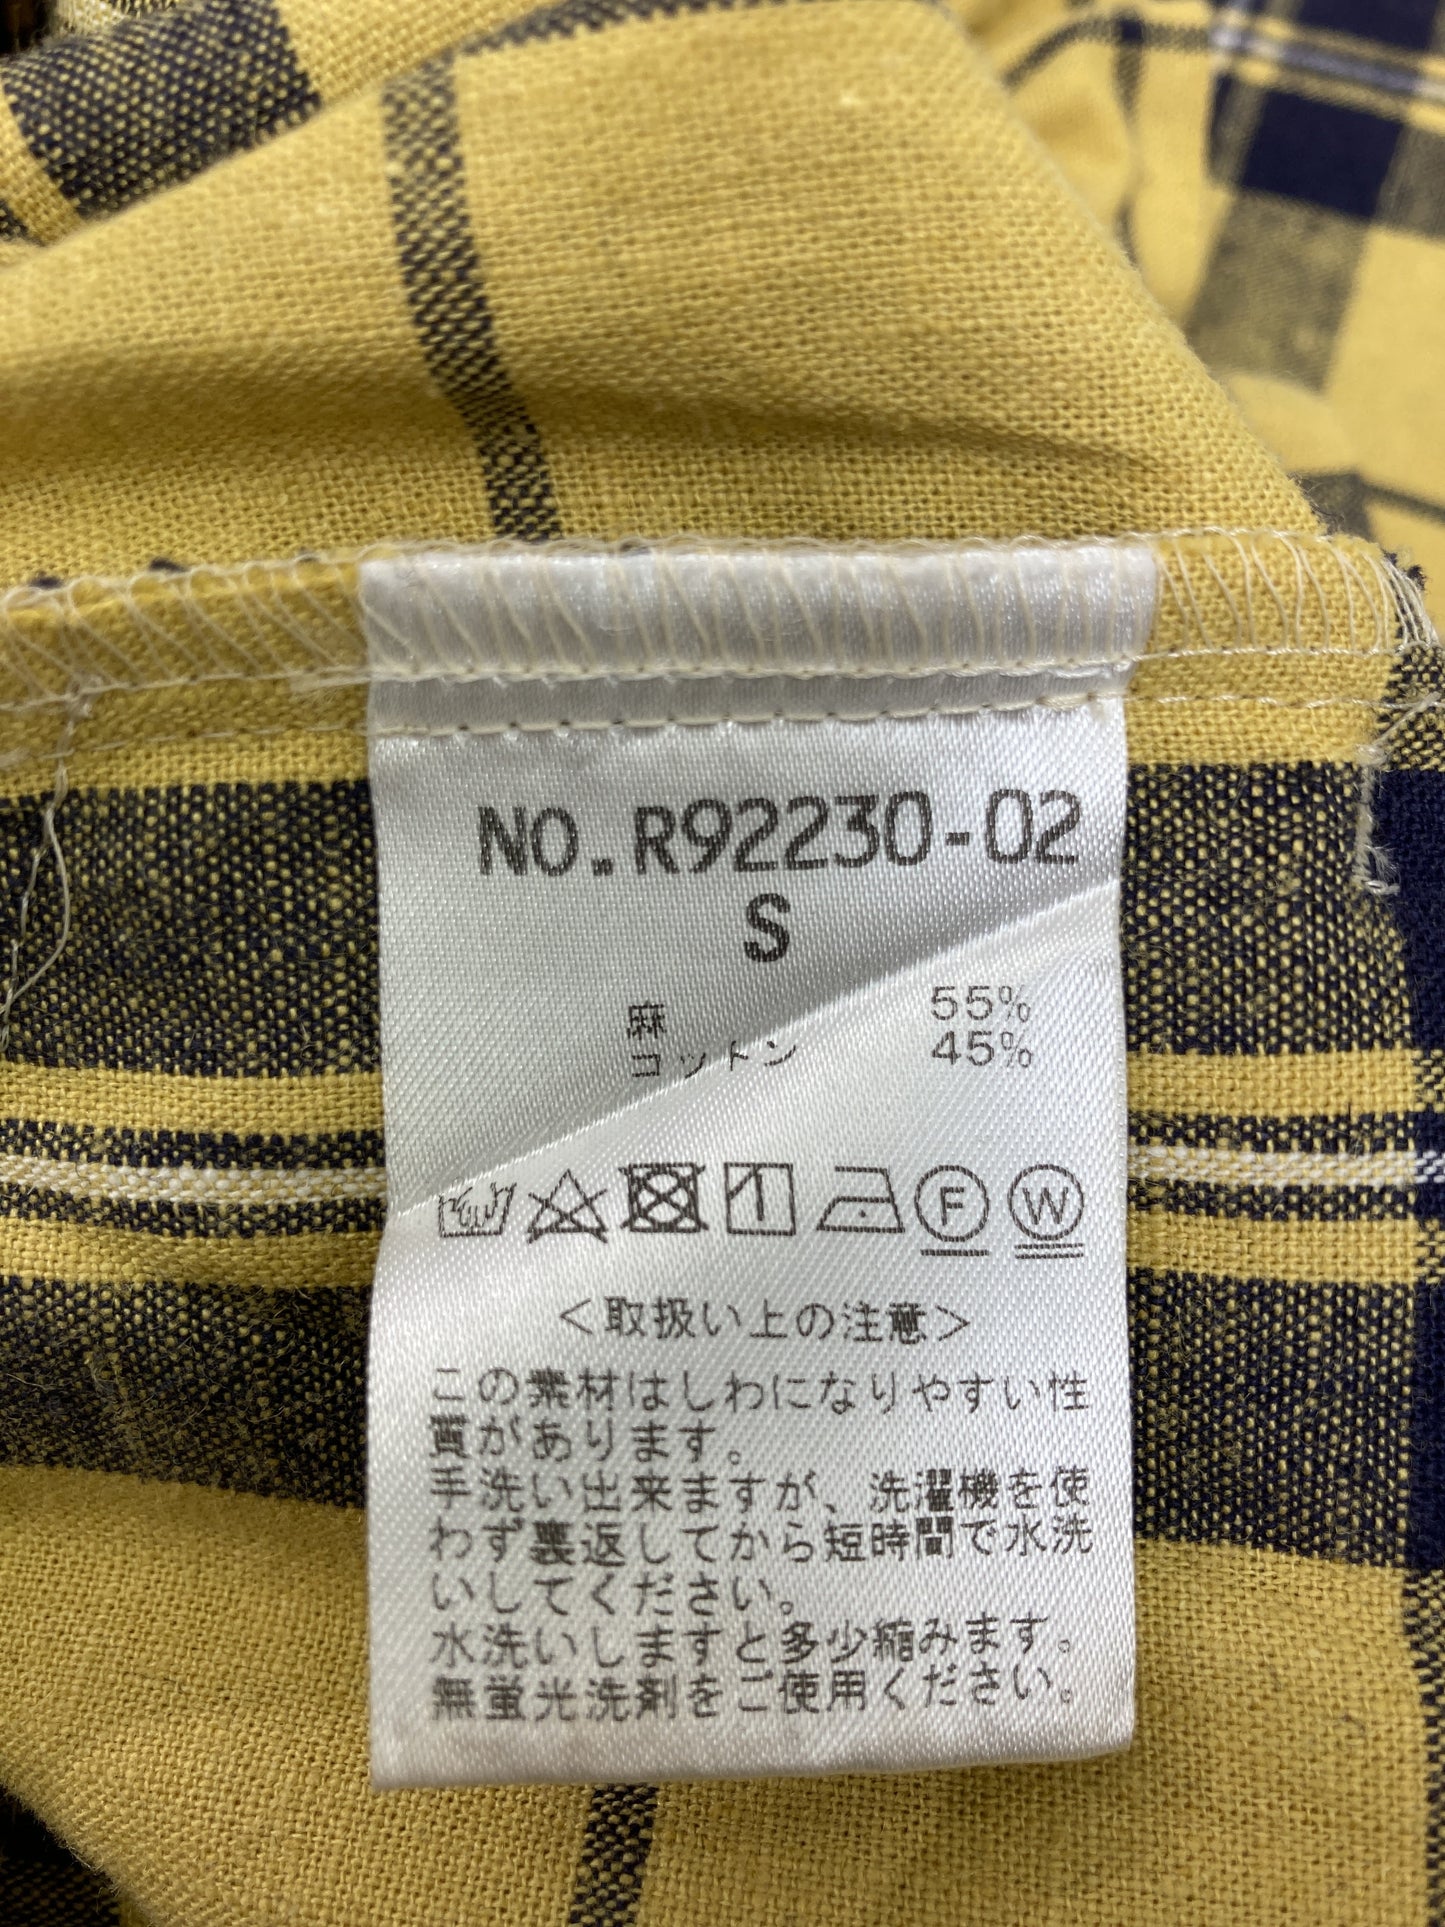 NO.R92230-02
S
麻 55%
コットン 45%
F W
<取扱い上の注意>
この素材はしわになりやすい性
質があります。
手洗い出来ますが、洗濯機を使
わず裏返してから短時間で水洗
いしてください。
水洗いしますと多少縮みます。
無蛍光洗剤をご使用ください。